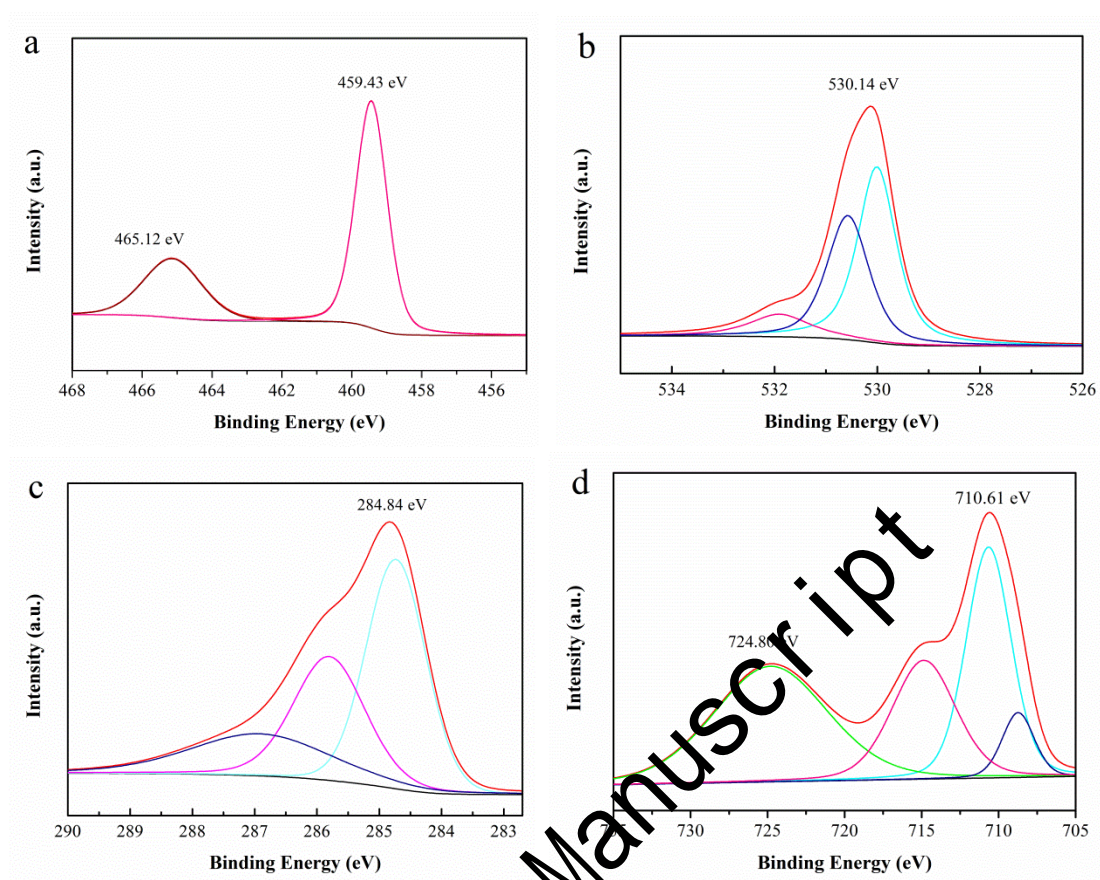 a
459.43 eV
465.12 eV
Intensity (a.u.)
468 466 464 462 460 458 456
Binding Energy (eV)
b
530.14 eV
Intensity (a.u.)
534 532 530 528 526
Binding Energy (eV)
c
284.84 eV
Intensity (a.u.)
290 289 288 287 286 285 284 283
Binding Energy (eV)
d
710.61 eV
eV
Intensity (a.u.)
730 725 720 715 710 705
Binding Energy (eV)
Manuscript